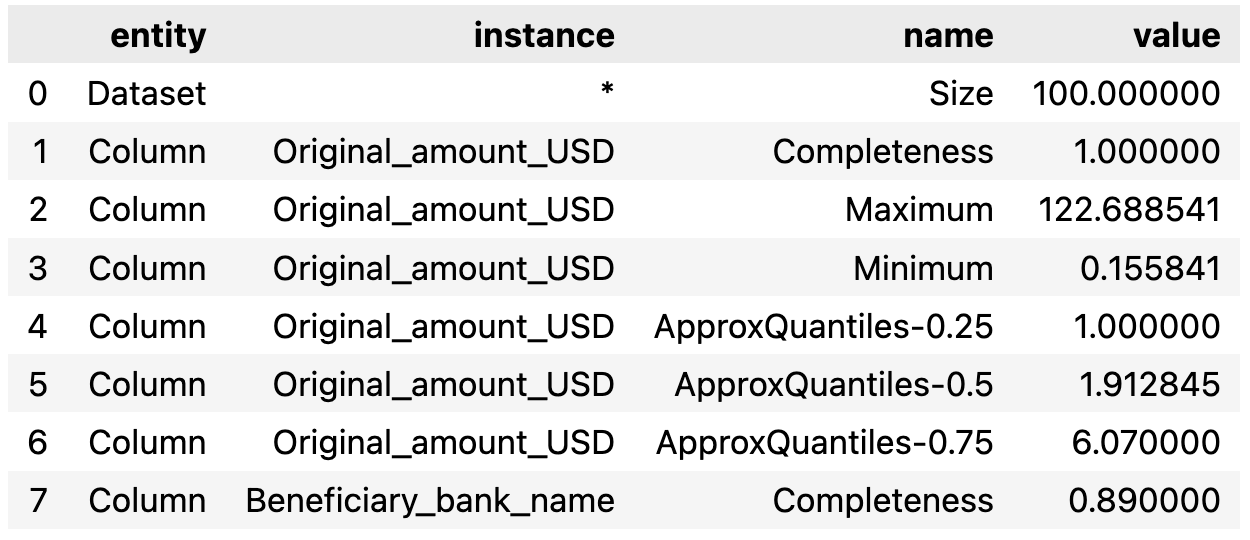 entity instance name value
0 Dataset * Size 100.000000
1 Column Original_amount_USD Completeness 1.000000
2 Column Original_amount_USD Maximum 122.688541
3 Column Original_amount_USD Minimum 0.155841
4 Column Original_amount_USD ApproxQuantiles-0.25 1.000000
5 Column Original_amount_USD ApproxQuantiles-0.5 1.912845
6 Column Original_amount_USD ApproxQuantiles-0.75 6.070000
7 Column Beneficiary_bank_name Completeness 0.890000